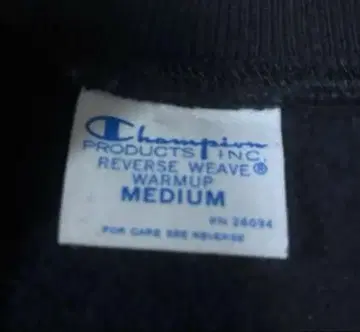 Champion
PRODUCTS INC.
REVERSE WEAVE®
WARMUP
MEDIUM
RN 26094
FOR CARE SEE REVERSE